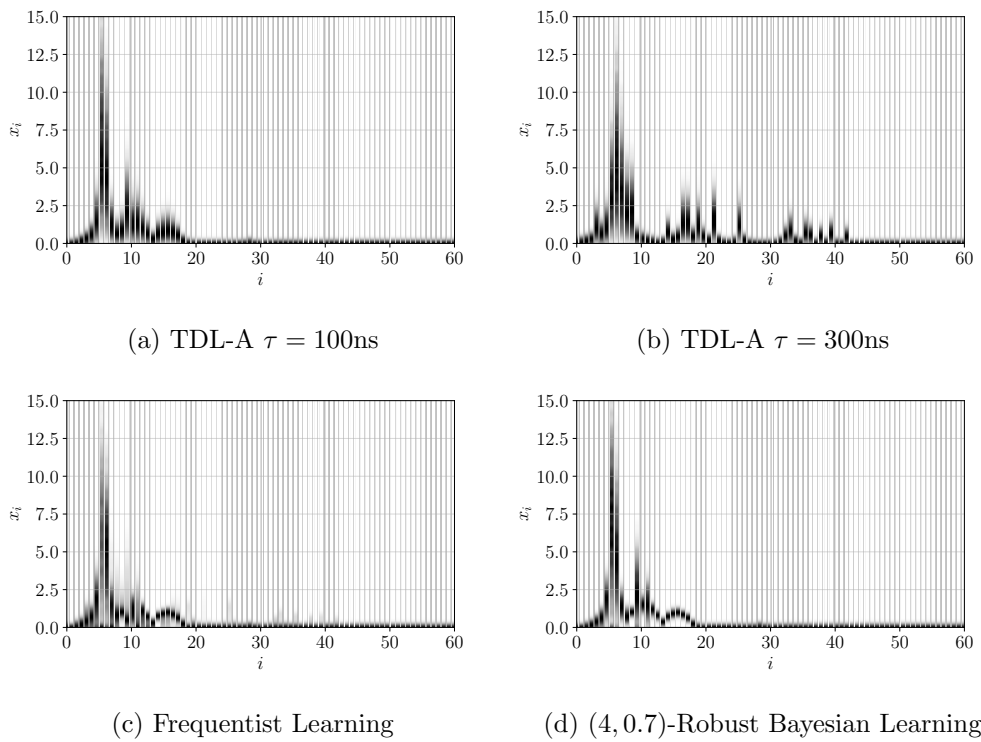 15.0
12.5
10.0
7.5
5.0
2.5
0.0
x_i
0 10 20 30 40 50 60
i
(a) TDL-A τ = 100ns
15.0
12.5
10.0
7.5
5.0
2.5
0.0
x_i
0 10 20 30 40 50 60
i
(b) TDL-A τ = 300ns
15.0
12.5
10.0
7.5
5.0
2.5
0.0
x_i
0 10 20 30 40 50 60
i
(c) Frequentist Learning
15.0
12.5
10.0
7.5
5.0
2.5
0.0
x_i
0 10 20 30 40 50 60
i
(d) (4, 0.7)-Robust Bayesian Learning